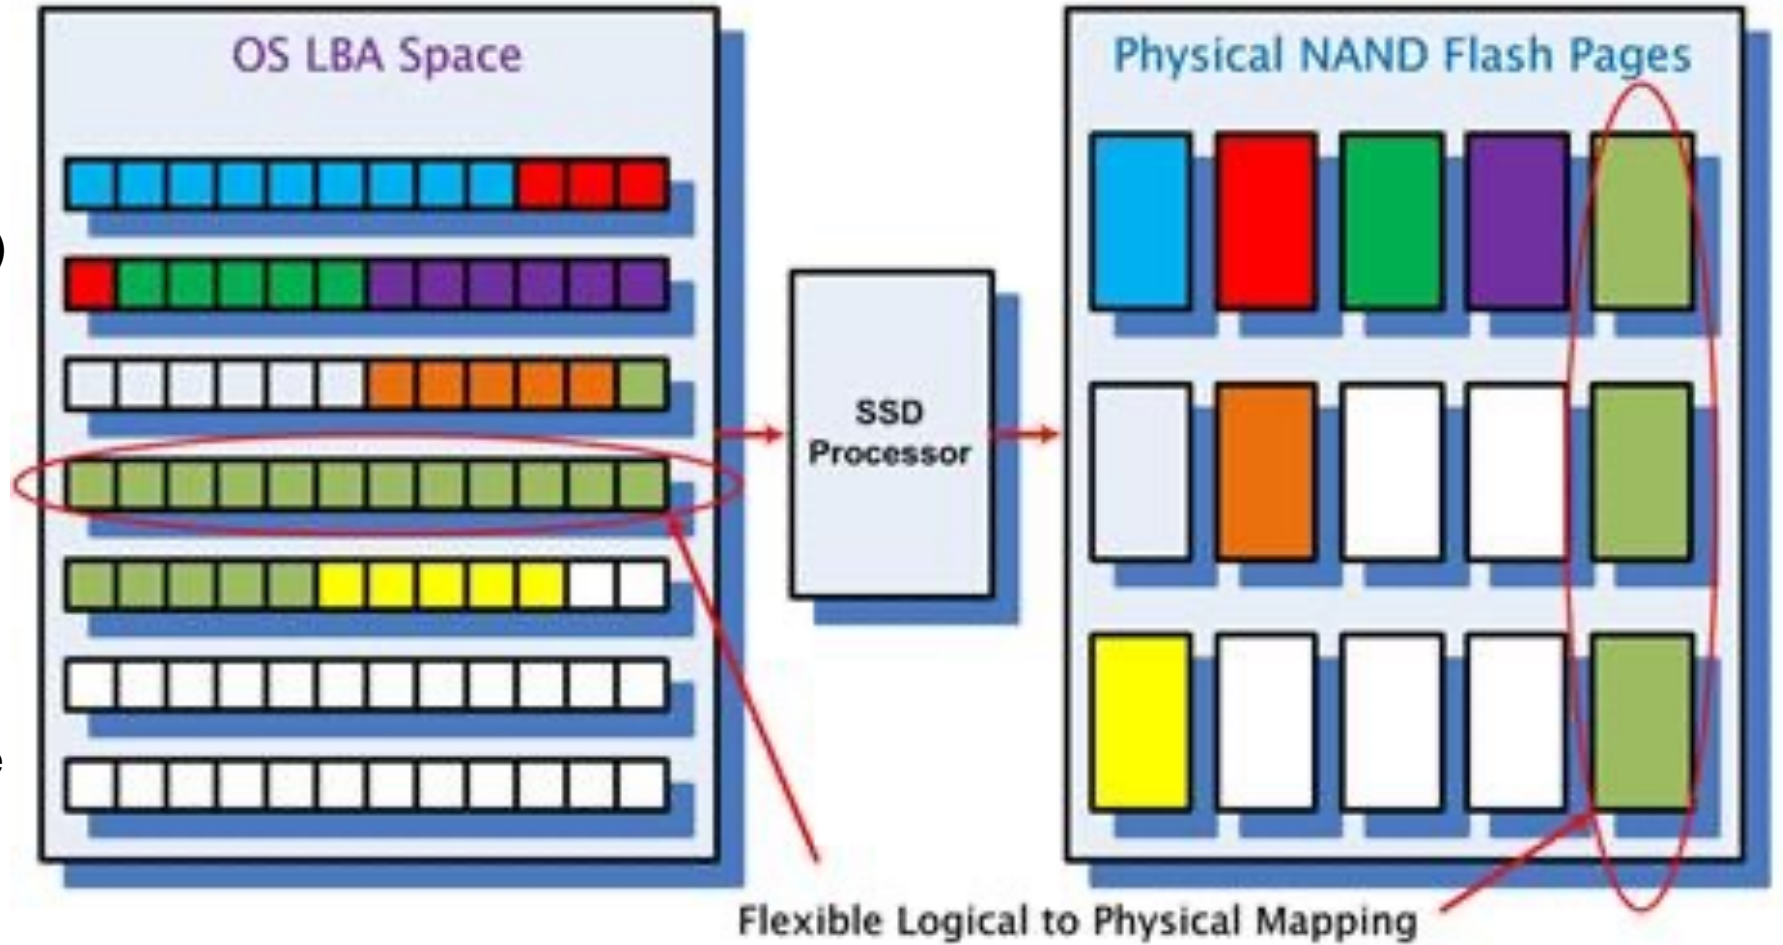 OS LBA Space
Physical NAND Flash Pages
)
SSD
Processor
e
Flexible Logical to Physical Mapping